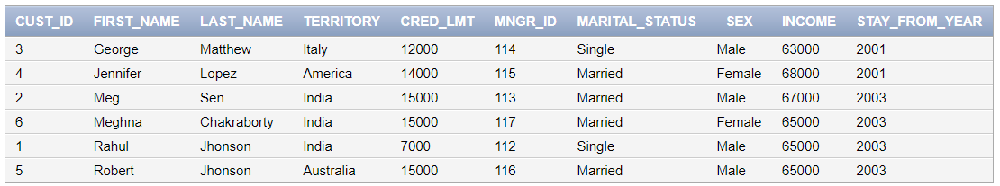 CUST_ID FIRST_NAME LAST_NAME TERRITORY CRED_LMT MNGR_ID MARITAL_STATUS SEX INCOME STAY_FROM_YEAR
3 George Matthew Italy 12000 114 Single Male 63000 2001
4 Jennifer Lopez America 14000 115 Married Female 68000 2001
2 Meg Sen India 15000 113 Married Male 67000 2003
6 Meghna Chakraborty India 15000 117 Married Female 65000 2003
1 Rahul Jhonson India 7000 112 Single Male 65000 2003
5 Robert Jhonson Australia 15000 116 Married Male 65000 2003